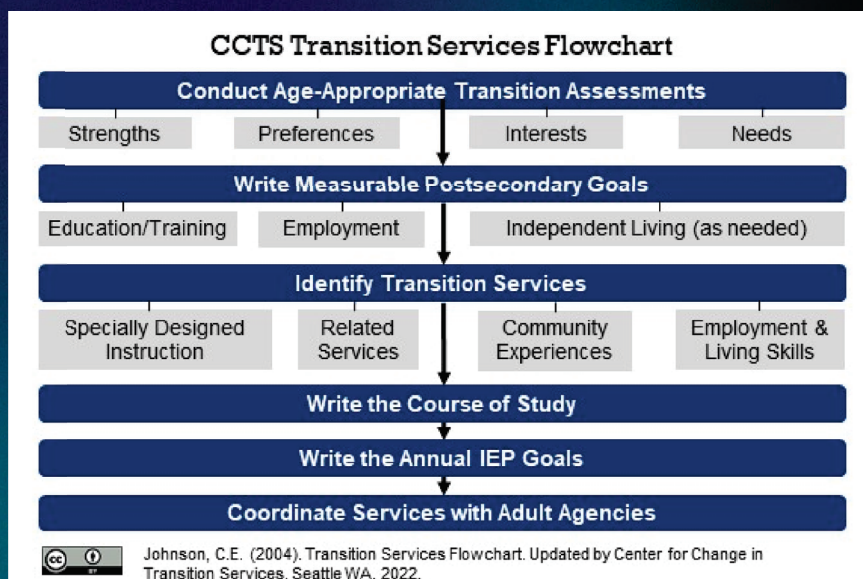 CCTS Transition Services Flowchart
Conduct Age-Appropriate Transition Assessments
Strengths
Preferences
Interests
Needs
Write Measurable Postsecondary Goals
Education/Training
Employment
Independent Living (as needed)
Identify Transition Services
Specially Designed
Instruction
Related
Services
Community
Experiences
Employment &
Living Skills
Write the Course of Study
Write the Annual IEP Goals
Coordinate Services with Adult Agencies
cc
BY
Johnson, C.E. (2004). Transition Services Flowchart. Updated by Center for Change in
Transition Services, Seattle WA, 2022.